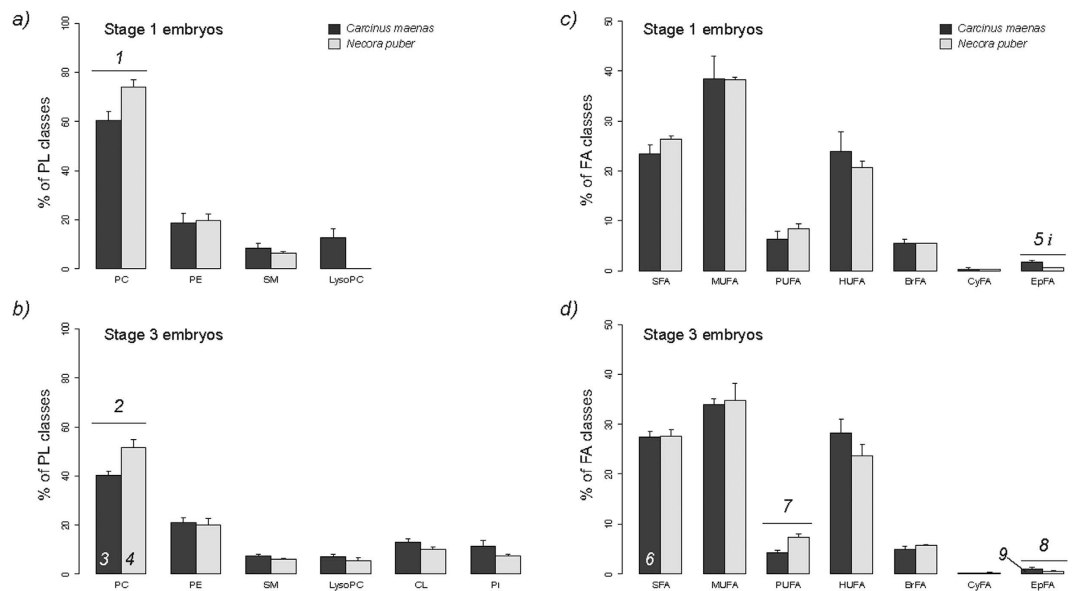 a)
Stage 1 embryos
Carcinus maenas
Necora puber
% of PL classes
0 20 40 60 80 100
1
PC PE SM LysoPC
b)
Stage 3 embryos
% of PL classes
0 20 40 60 80 100
2
3 4
PC PE SM LysoPC CL Pi
c)
Stage 1 embryos
Carcinus maenas
Necora puber
% of FA classes
0 10 20 30 40 50
5 i
SFA MUFA PUFA HUFA BrFA CyFA EpFA
d)
Stage 3 embryos
% of FA classes
0 10 20 30 40 50
7
6
9 8
SFA MUFA PUFA HUFA BrFA CyFA EpFA